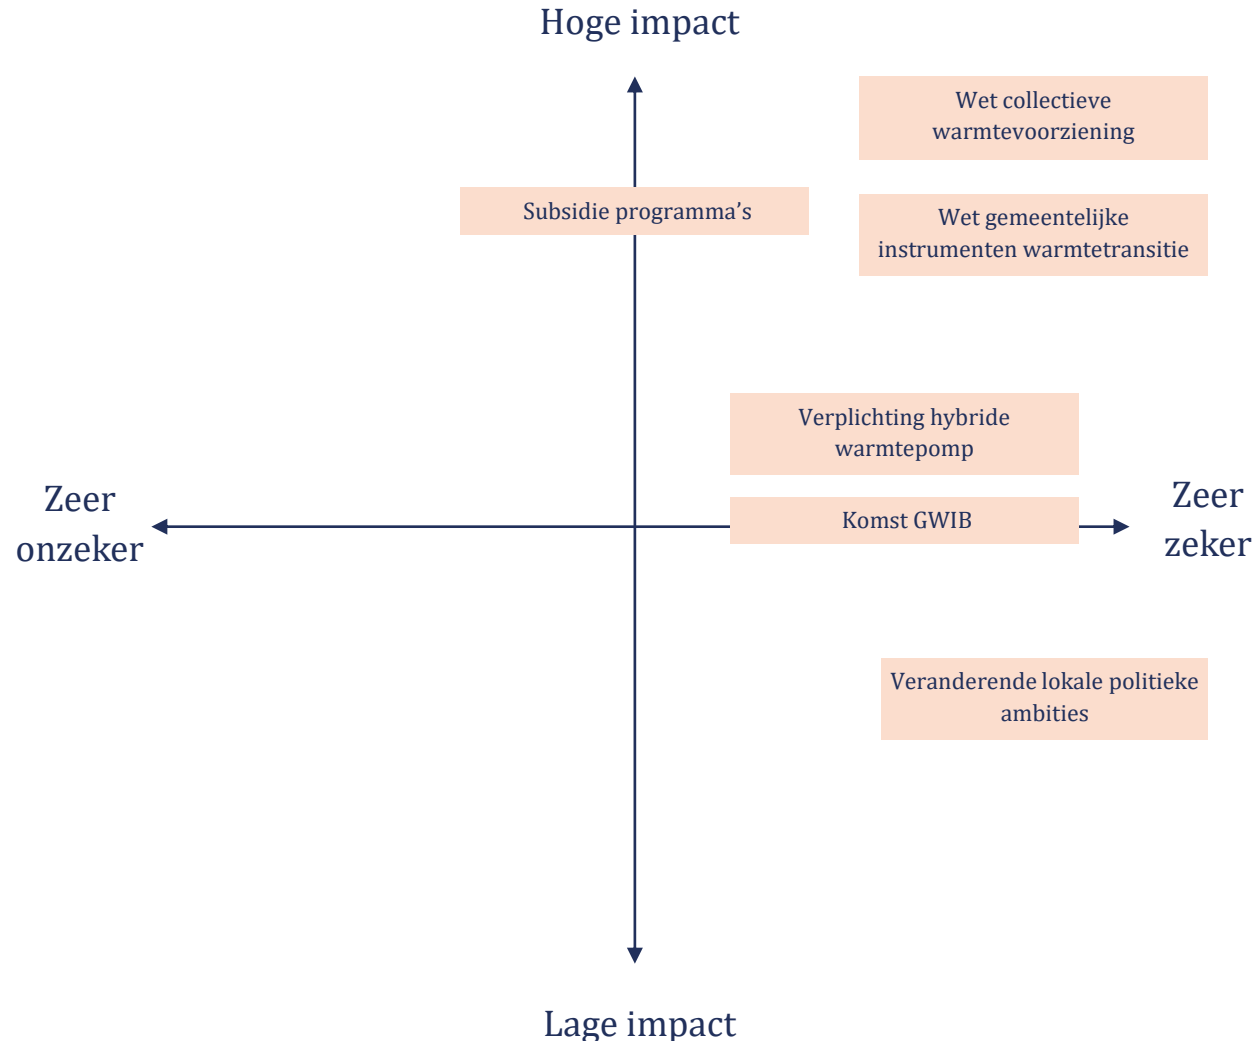 Hoge impact
Wet collectieve
warmtevoorziening
Subsidie programma’s
Wet gemeentelijke
instrumenten warmtetransitie
Verplichting hybride
warmtepomp
Zeer
onzeker
Komst GWIB
Zeer
zeker
Veranderende lokale politieke
ambities
Lage impact